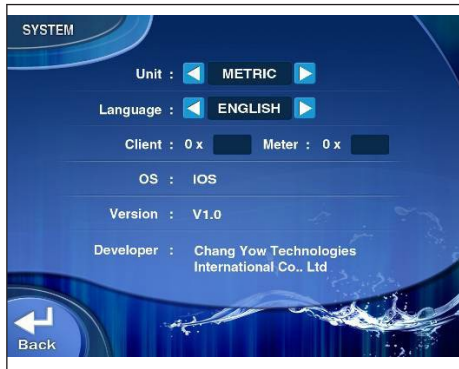 SYSTEM
Unit : METRIC
Language : ENGLISH
Client : 0 x Meter : 0 x
OS : IOS
Version : V1.0
Developer : Chang Yow Technologies
International Co.. Ltd
Back